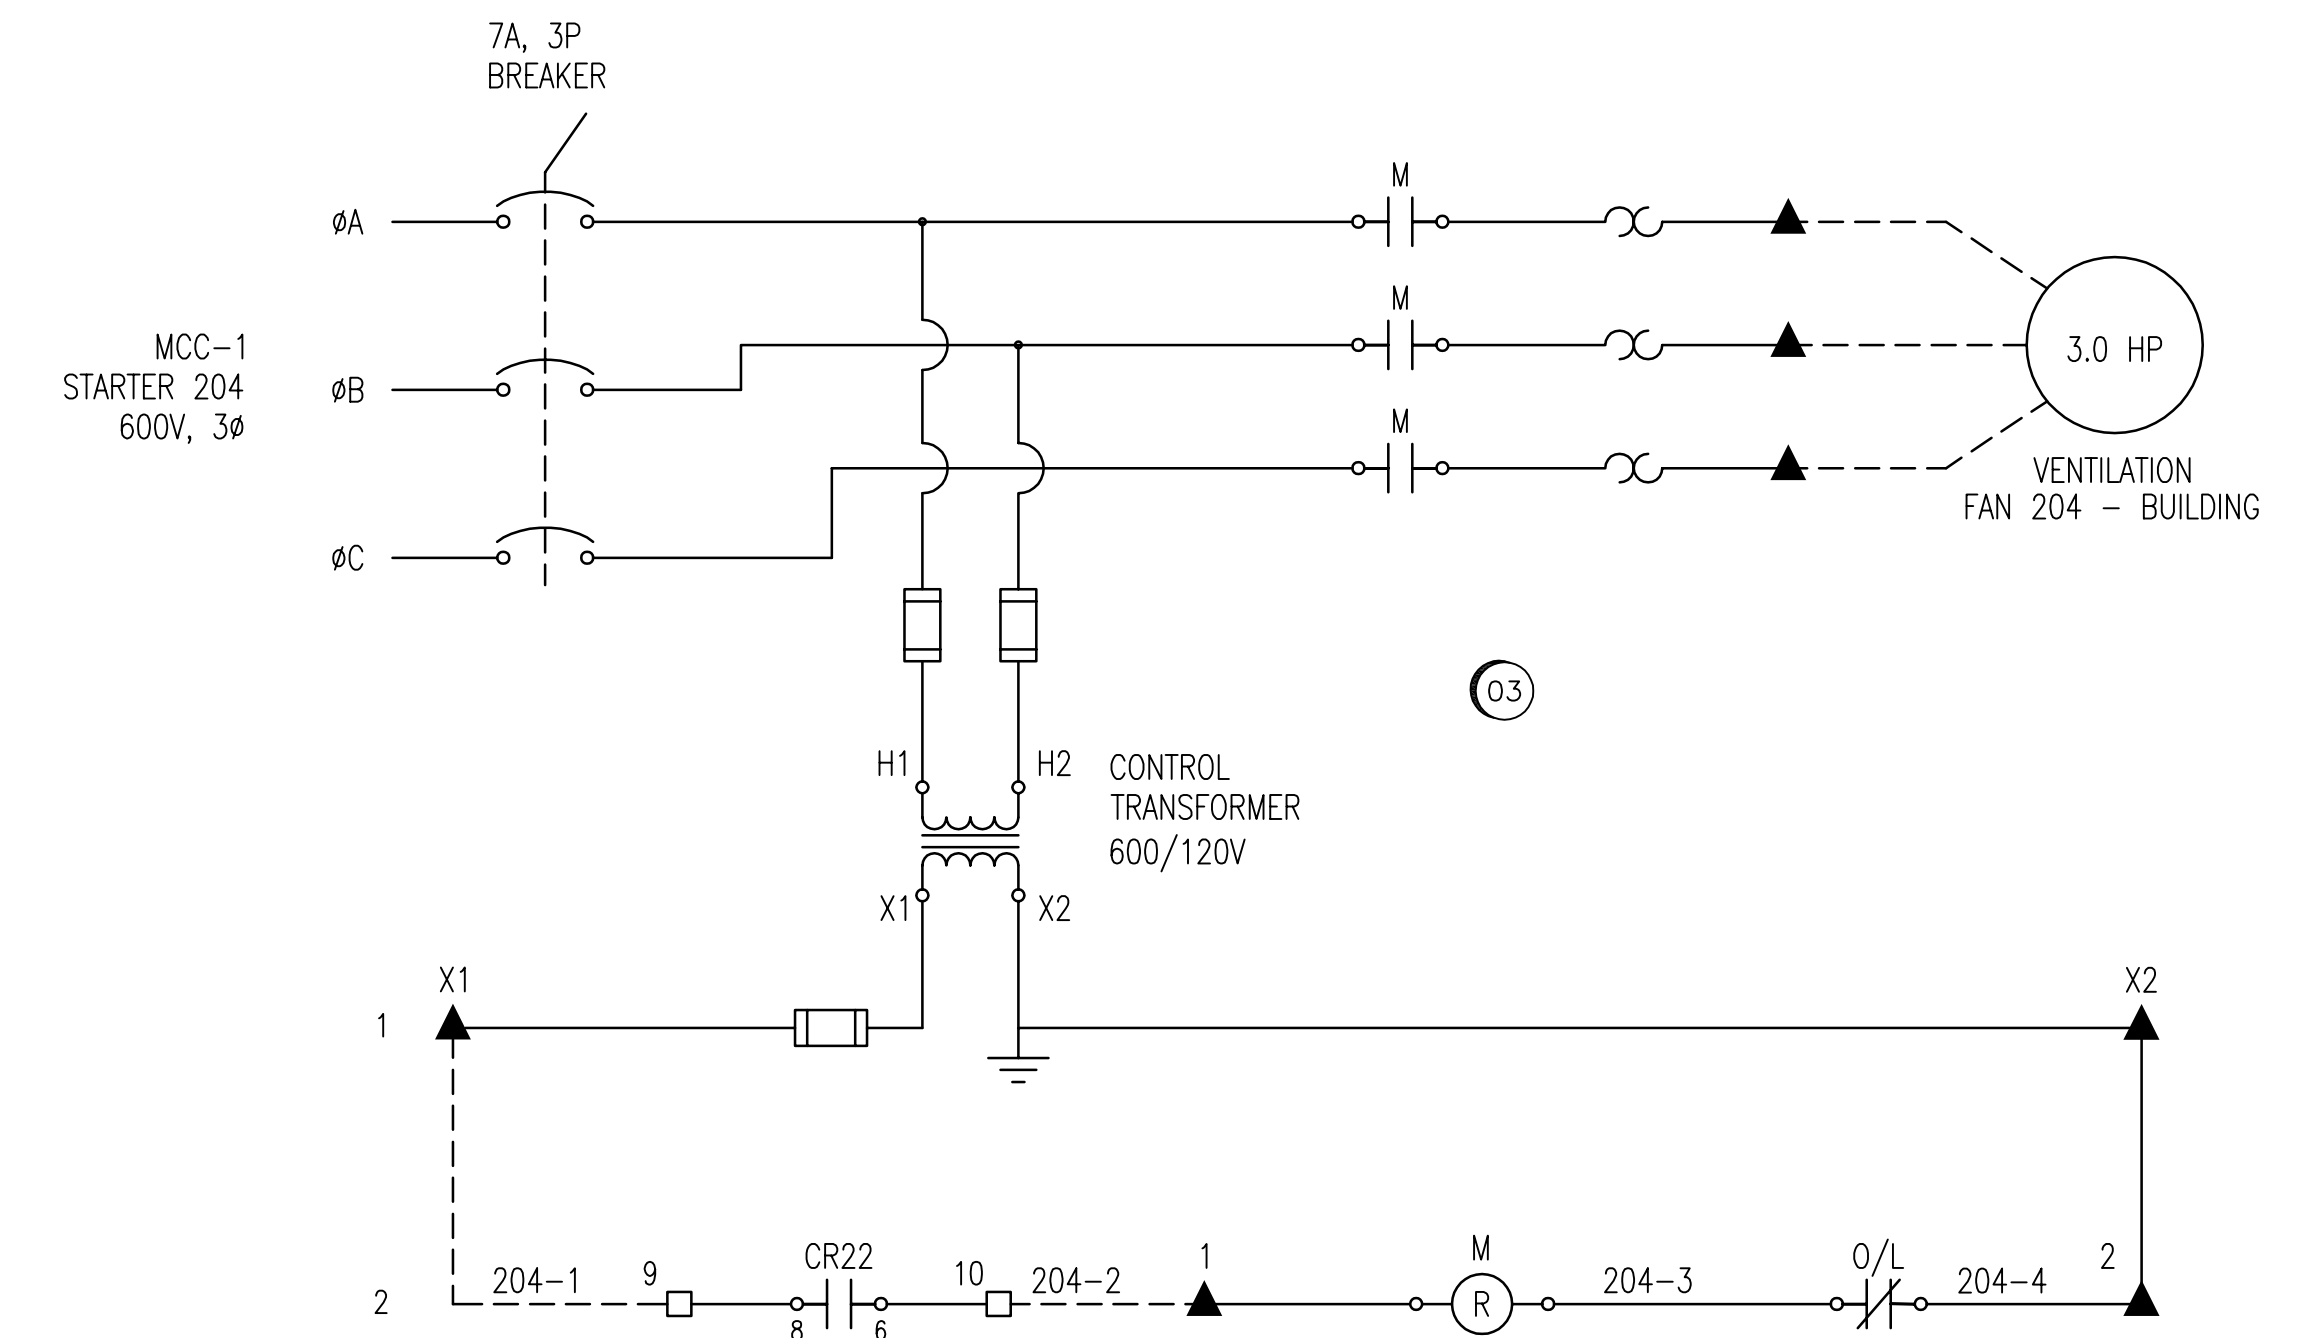 7A, 3P
BREAKER
M
øA
M
MCC-1
STARTER 204
600V, 3ø
øB
3.0 HP
M
VENTILATION
FAN 204 - BUILDING
øC
03
H1
H2
CONTROL
TRANSFORMER
600/120V
X1
X2
X1
X2
1
CR22
1
M
O/L
2
204-1
9
10
204-2
204-3
204-4
2
R
8
6